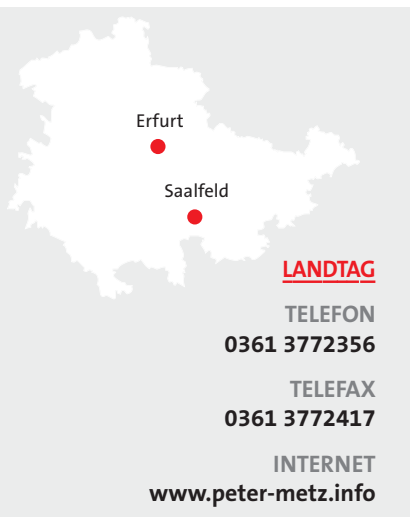 Erfurt
Saalfeld
LANDTAG
TELEFON
0361 3772356
TELEFAX
0361 3772417
INTERNET
www.peter-metz.info